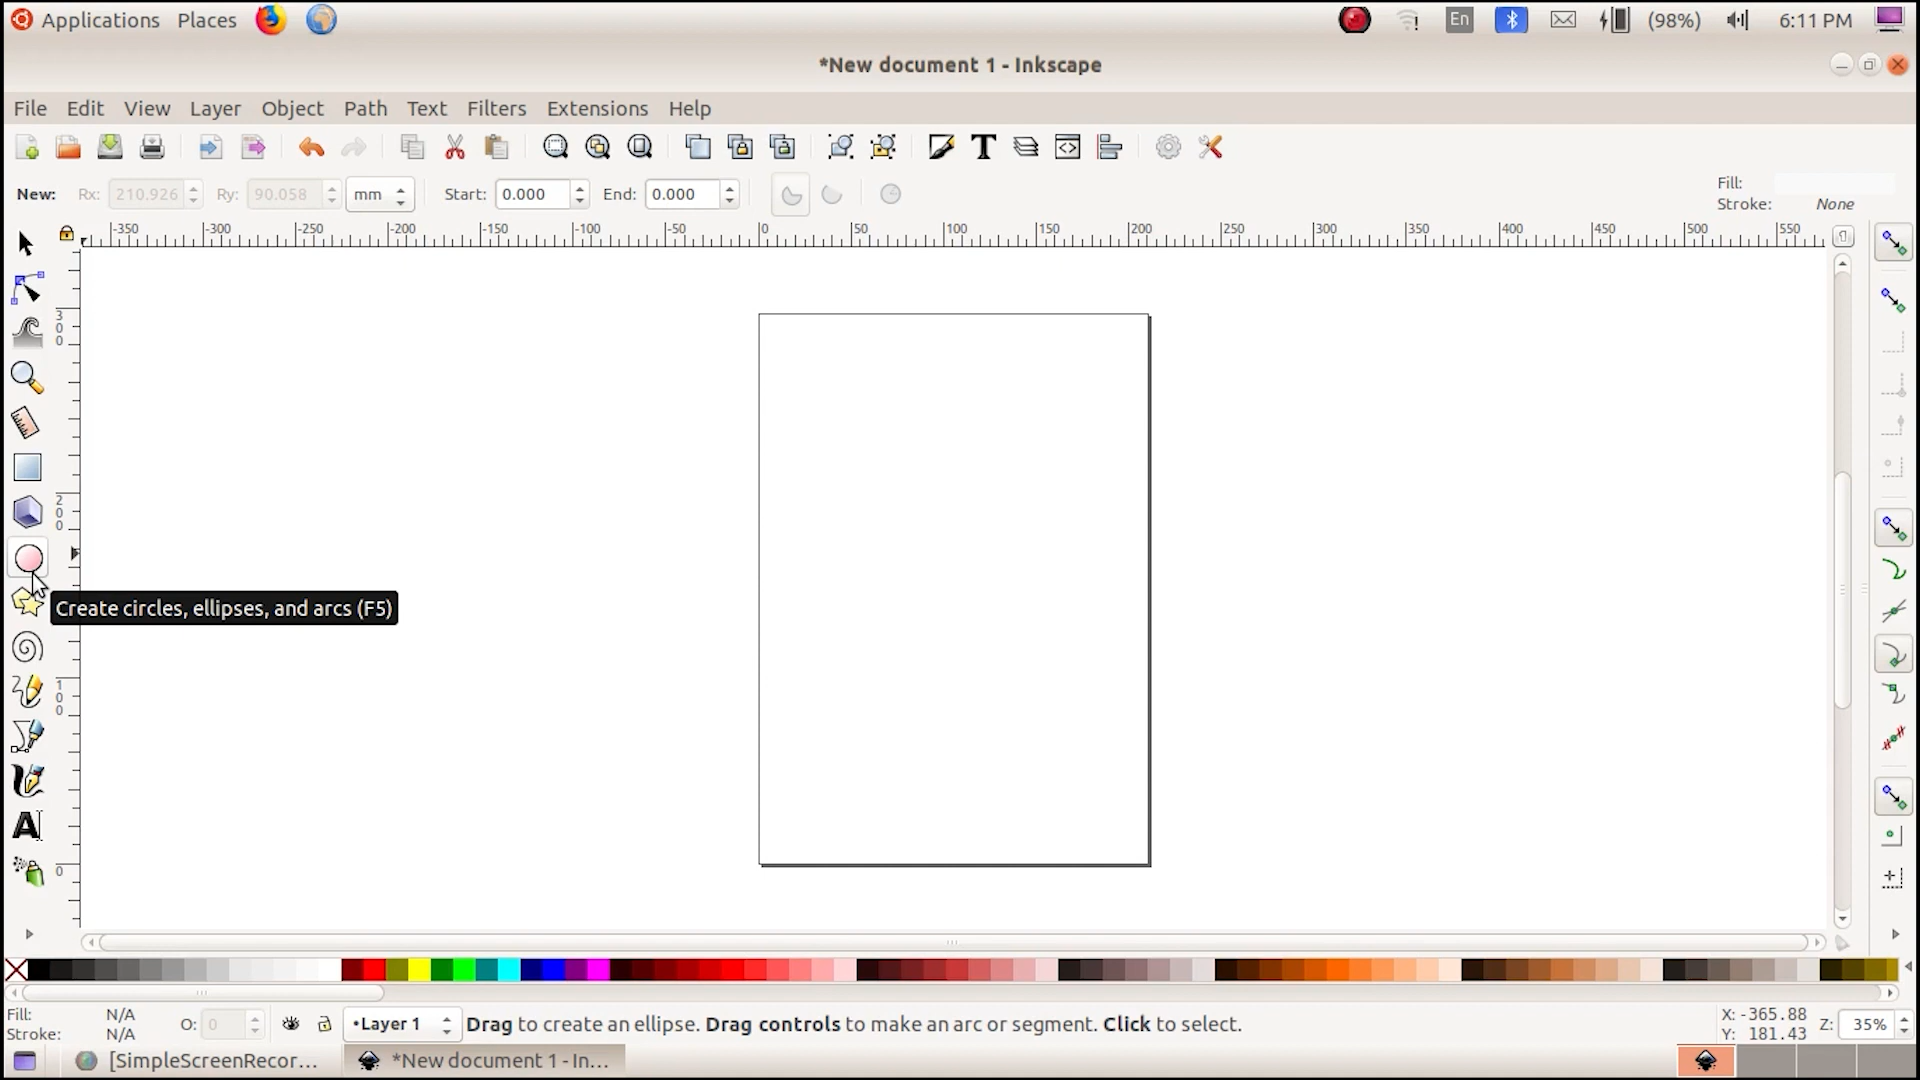 Applications Places En (98%) 6:11 PM
*New document 1 - Inkscape
File Edit View Layer Object Path Text Filters Extensions Help
New: Rx: 210.926 Ry: 90.058 mm Start: 0.000 End: 0.000 Fill:
Stroke: None
-350 -300 -250 -200 -150 -100 -50 0 50 100 150 200 250 300 350 400 450 500 550
300
200
Create circles, ellipses, and arcs (F5)
100
0
Fill: N/A O: 0 •Layer 1 Drag to create an ellipse. Drag controls to make an arc or segment. Click to select. X: -365.88 Z: 35%
Stroke: N/A Y: 181.43
[SimpleScreenRecor... *New document 1 - In...